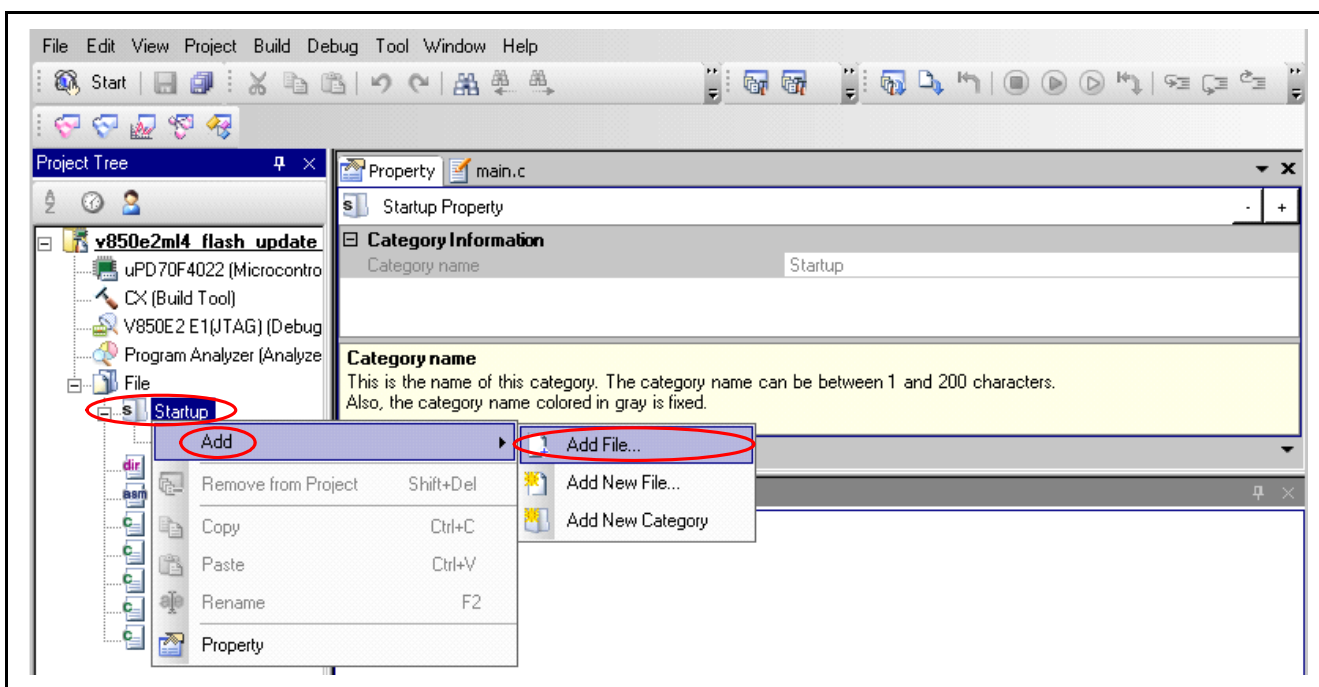 File Edit View Project Build Debug Tool Window Help
Start
Project Tree
Property main.c
Startup Property - +
v850e2ml4_flash_update
Category Information
uPD70F4022 (Microcontro
Category name Startup
CX (Build Tool)
V850E2 E1(JTAG) (Debug
Program Analyzer (Analyze
Category name
File
This is the name of this category. The category name can be between 1 and 200 characters.
Also, the category name colored in gray is fixed.
Startup
Add
Add File...
Remove from Project Shift+Del
Add New File...
Copy Ctrl+C
Add New Category
Paste Ctrl+V
Rename F2
Property